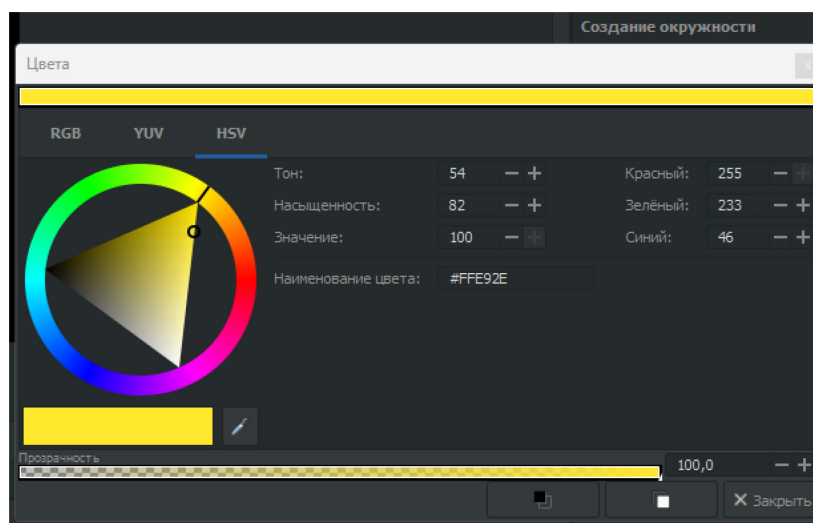 Создание окружности
Цвета
RGB YUV HSV
Тон: 54 Красный: 255
Насыщенность: 82 Зелёный: 233
Значение: 100 Синий: 46
Наименование цвета: #FFE92E
Прозрачность
100,0
Закрыть